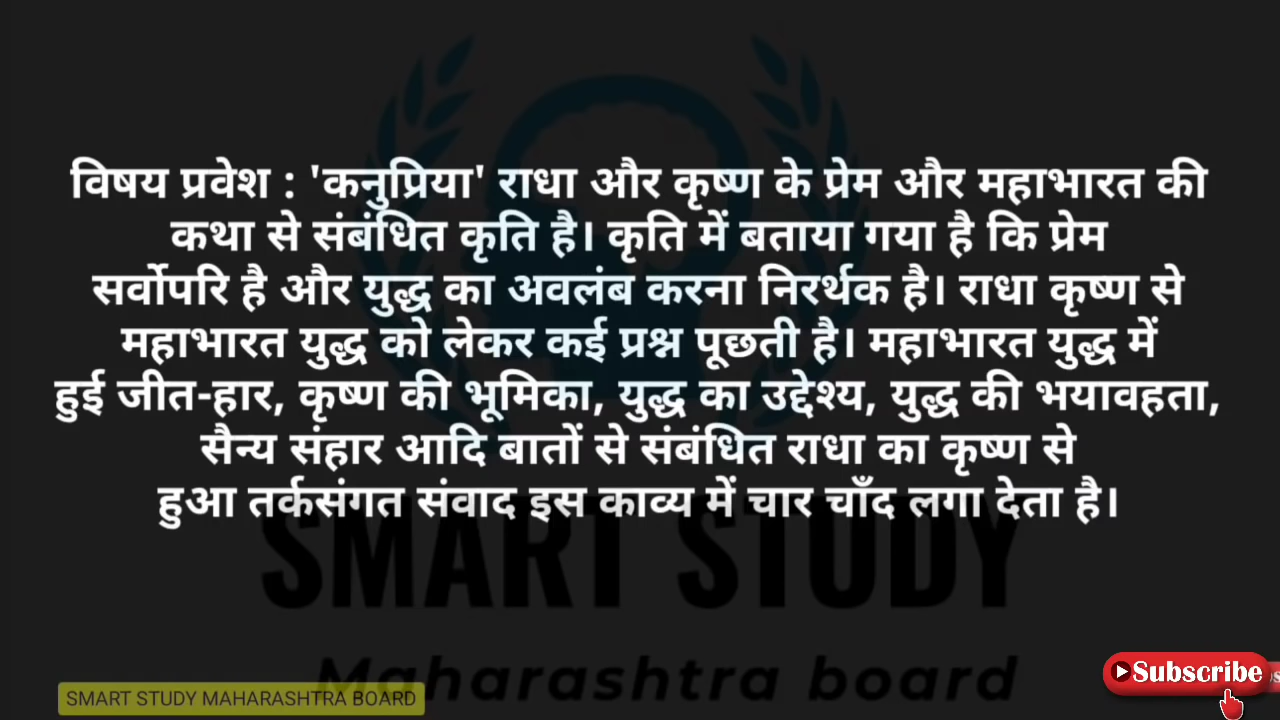 विषय प्रवेश : 'कनुप्रिया' राधा और कृष्ण के प्रेम और महाभारत की
कथा से संबंधित कृति है। कृति में बताया गया है कि प्रेम
सर्वोपरि है और युद्ध का अवलंब करना निरर्थक है। राधा कृष्ण से
महाभारत युद्ध को लेकर कई प्रश्न पूछती है। महाभारत युद्ध में
हुई जीत-हार, कृष्ण की भूमिका, युद्ध का उद्देश्य, युद्ध की भयावहता,
सैन्य संहार आदि बातों से संबंधित राधा का कृष्ण से
हुआ तर्कसंगत संवाद इस काव्य में चार चाँद लगा देता है।
SMART STUDY
Maharashtra board
SMART STUDY MAHARASHTRA BOARD
Subscribe